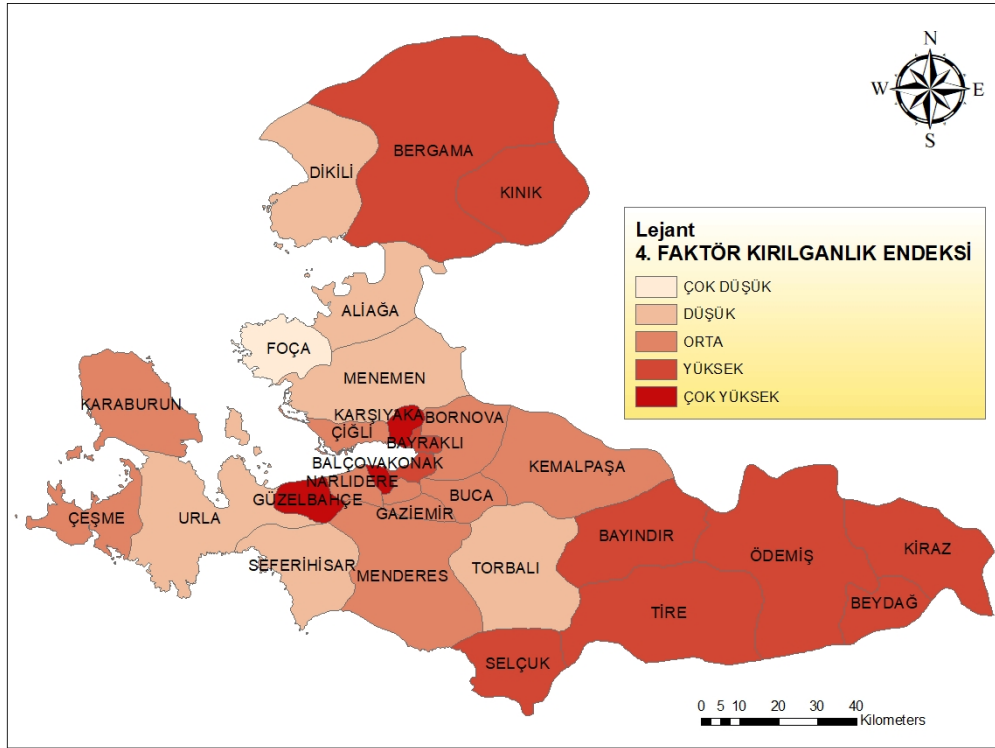 N
W E
S
BERGAMA
DİKİLİ
KINIK
Lejant
4. FAKTÖR KIRILGANLIK ENDEKSİ
ÇOK DÜŞÜK
DÜŞÜK
ORTA
YÜKSEK
ÇOK YÜKSEK
ALİAĞA
FOÇA
MENEMEN
KARABURUN
KARŞIYAKA
BORNOVA
ÇİĞLİ
BAYRAKLI
BALÇOVA
KONAK
KEMALPAŞA
NARLIDERE
GÜZELBAHÇE
BUCA
GAZİEMİR
ÇEŞME
URLA
BAYINDIR
ÖDEMİŞ
KİRAZ
SEFERİHİSAR
MENDERES
TORBALI
BEYDAĞ
TİRE
SELÇUK
0 5 10 20 30 40
Kilometers